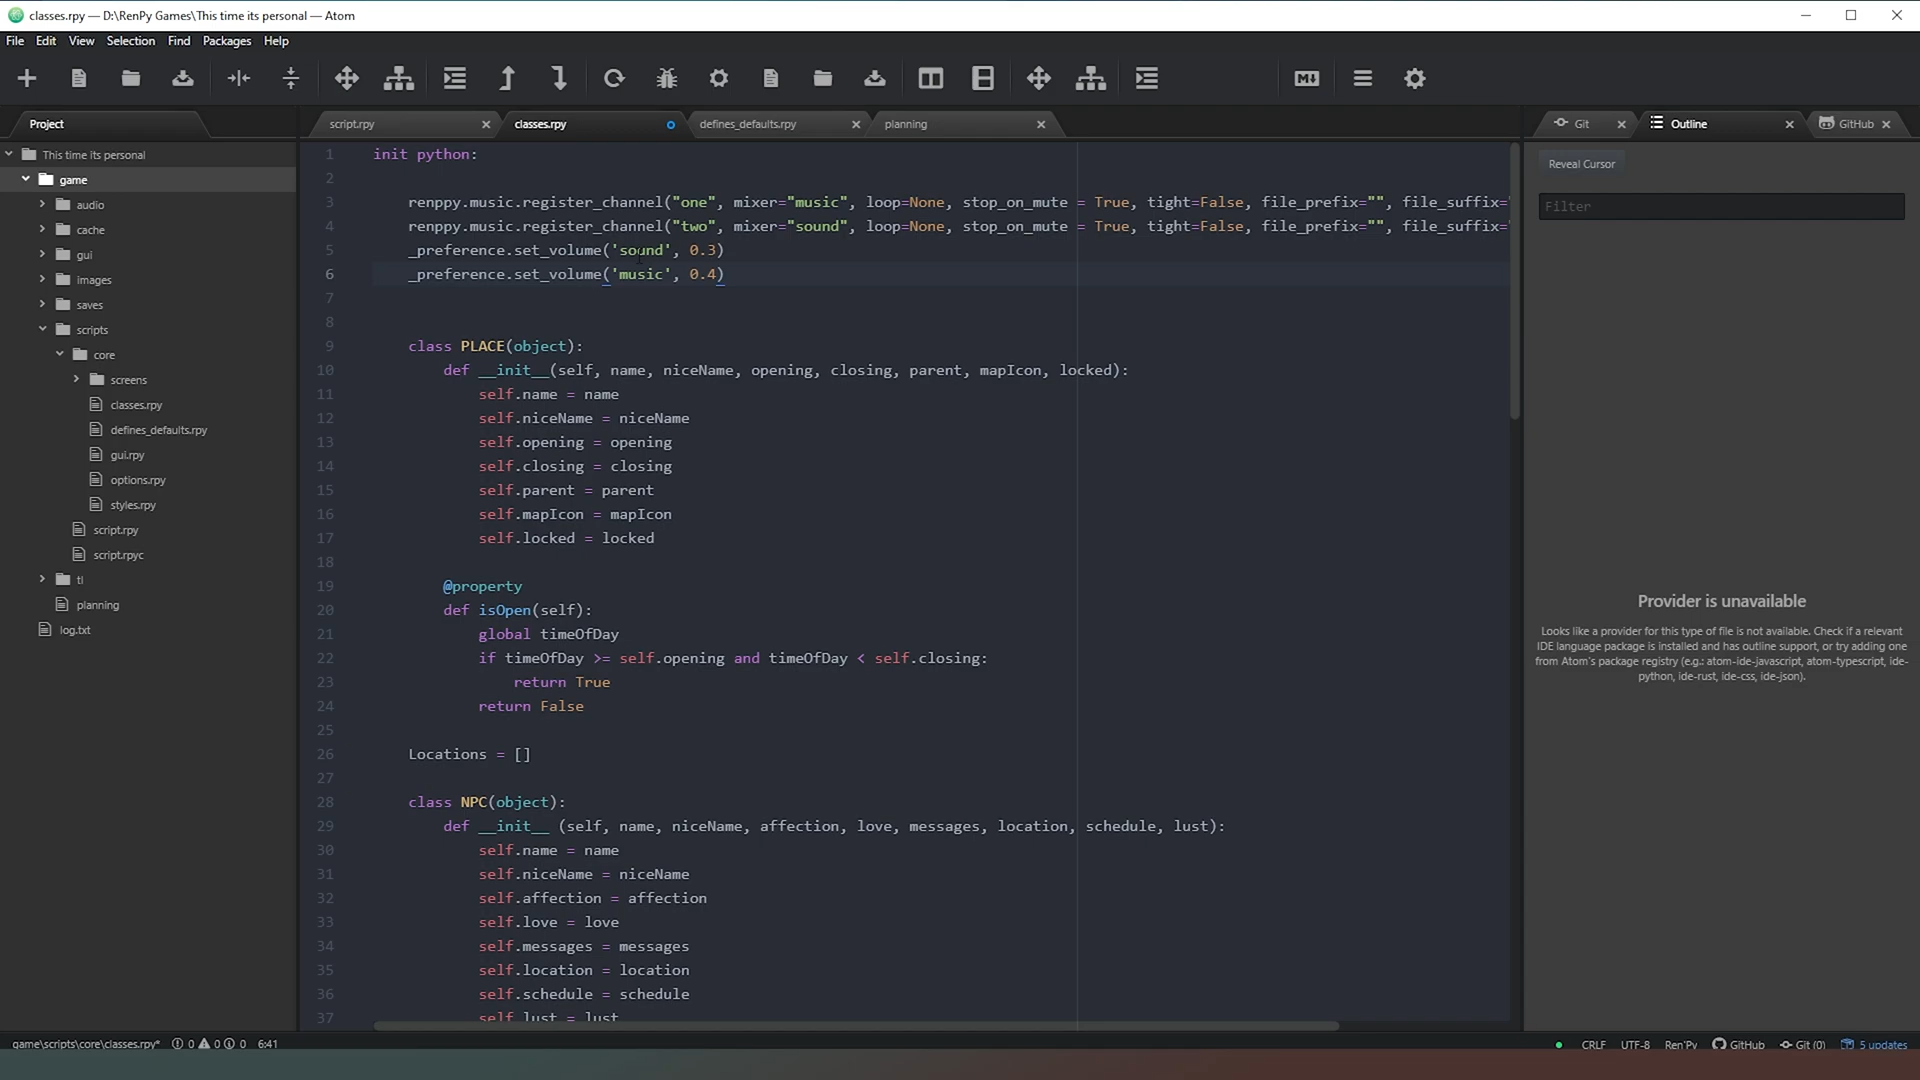 classes.rpy — D:\RenPy Games\This time its personal — Atom
File Edit View Selection Find Packages Help
Project
script.rpy
classes.rpy
defines_defaults.rpy
planning
Git
Outline
GitHub
This time its personal
game
audio
cache
gui
images
saves
scripts
core
screens
classes.rpy
defines_defaults.rpy
gui.rpy
options.rpy
styles.rpy
script.rpy
script.rpyc
tl
planning
log.txt
1 init python:
2
3 renppy.music.register_channel("one", mixer="music", loop=None, stop_on_mute = True, tight=False, file_prefix="", file_suffix="
4 renppy.music.register_channel("two", mixer="sound", loop=None, stop_on_mute = True, tight=False, file_prefix="", file_suffix="
5 _preference.set_volume('sound', 0.3)
6 _preference.set_volume('music', 0.4)
7
8
9 class PLACE(object):
10 def __init__(self, name, niceName, opening, closing, parent, mapIcon, locked):
11 self.name = name
12 self.niceName = niceName
13 self.opening = opening
14 self.closing = closing
15 self.parent = parent
16 self.mapIcon = mapIcon
17 self.locked = locked
18
19 @property
20 def isOpen(self):
21 global timeOfDay
22 if timeOfDay >= self.opening and timeOfDay < self.closing:
23 return True
24 return False
25
26 Locations = []
27
28 class NPC(object):
29 def __init__ (self, name, niceName, affection, love, messages, location, schedule, lust):
30 self.name = name
31 self.niceName = niceName
32 self.affection = affection
33 self.love = love
34 self.messages = messages
35 self.location = location
36 self.schedule = schedule
37 self.lust = lust
Reveal Cursor
Filter
Provider is unavailable
Looks like a provider for this type of file is not available. Check if a relevant
IDE language package is installed and has outline support, or try adding one
from Atom's package registry (e.g.: atom-ide-javascript, atom-typescript, ide-
python, ide-rust, ide-css, ide-json).
game\scripts\core\classes.rpy* 0 0 0 6:41
CRLF UTF-8 Ren'Py GitHub Git (0) 5 updates